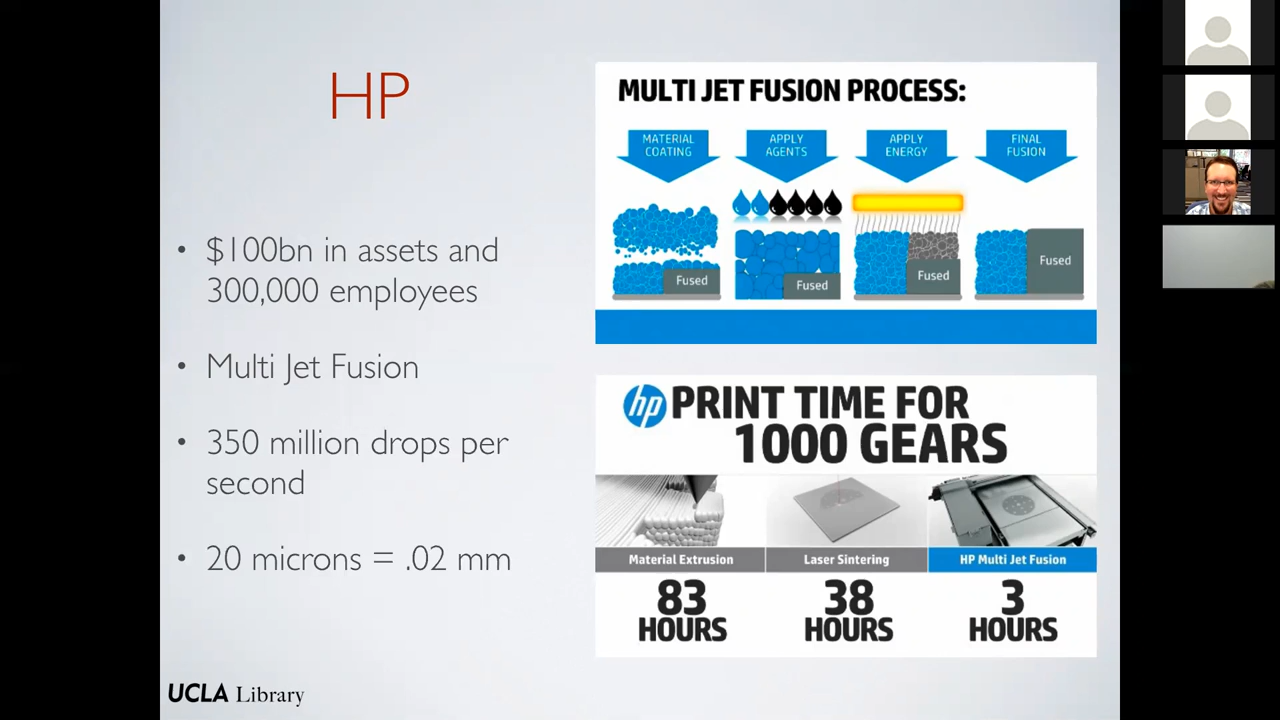 HP
• $100bn in assets and
300,000 employees
• Multi Jet Fusion
• 350 million drops per
second
• 20 microns = .02 mm
UCLA Library
MULTI JET FUSION PROCESS:
MATERIAL
COATING
APPLY
AGENTS
APPLY
ENERGY
FINAL
FUSION
Fused
Fused
Fused
Fused
hp PRINT TIME FOR
1000 GEARS
Material Extrusion
Laser Sintering
HP Multi Jet Fusion
83
HOURS
38
HOURS
3
HOURS